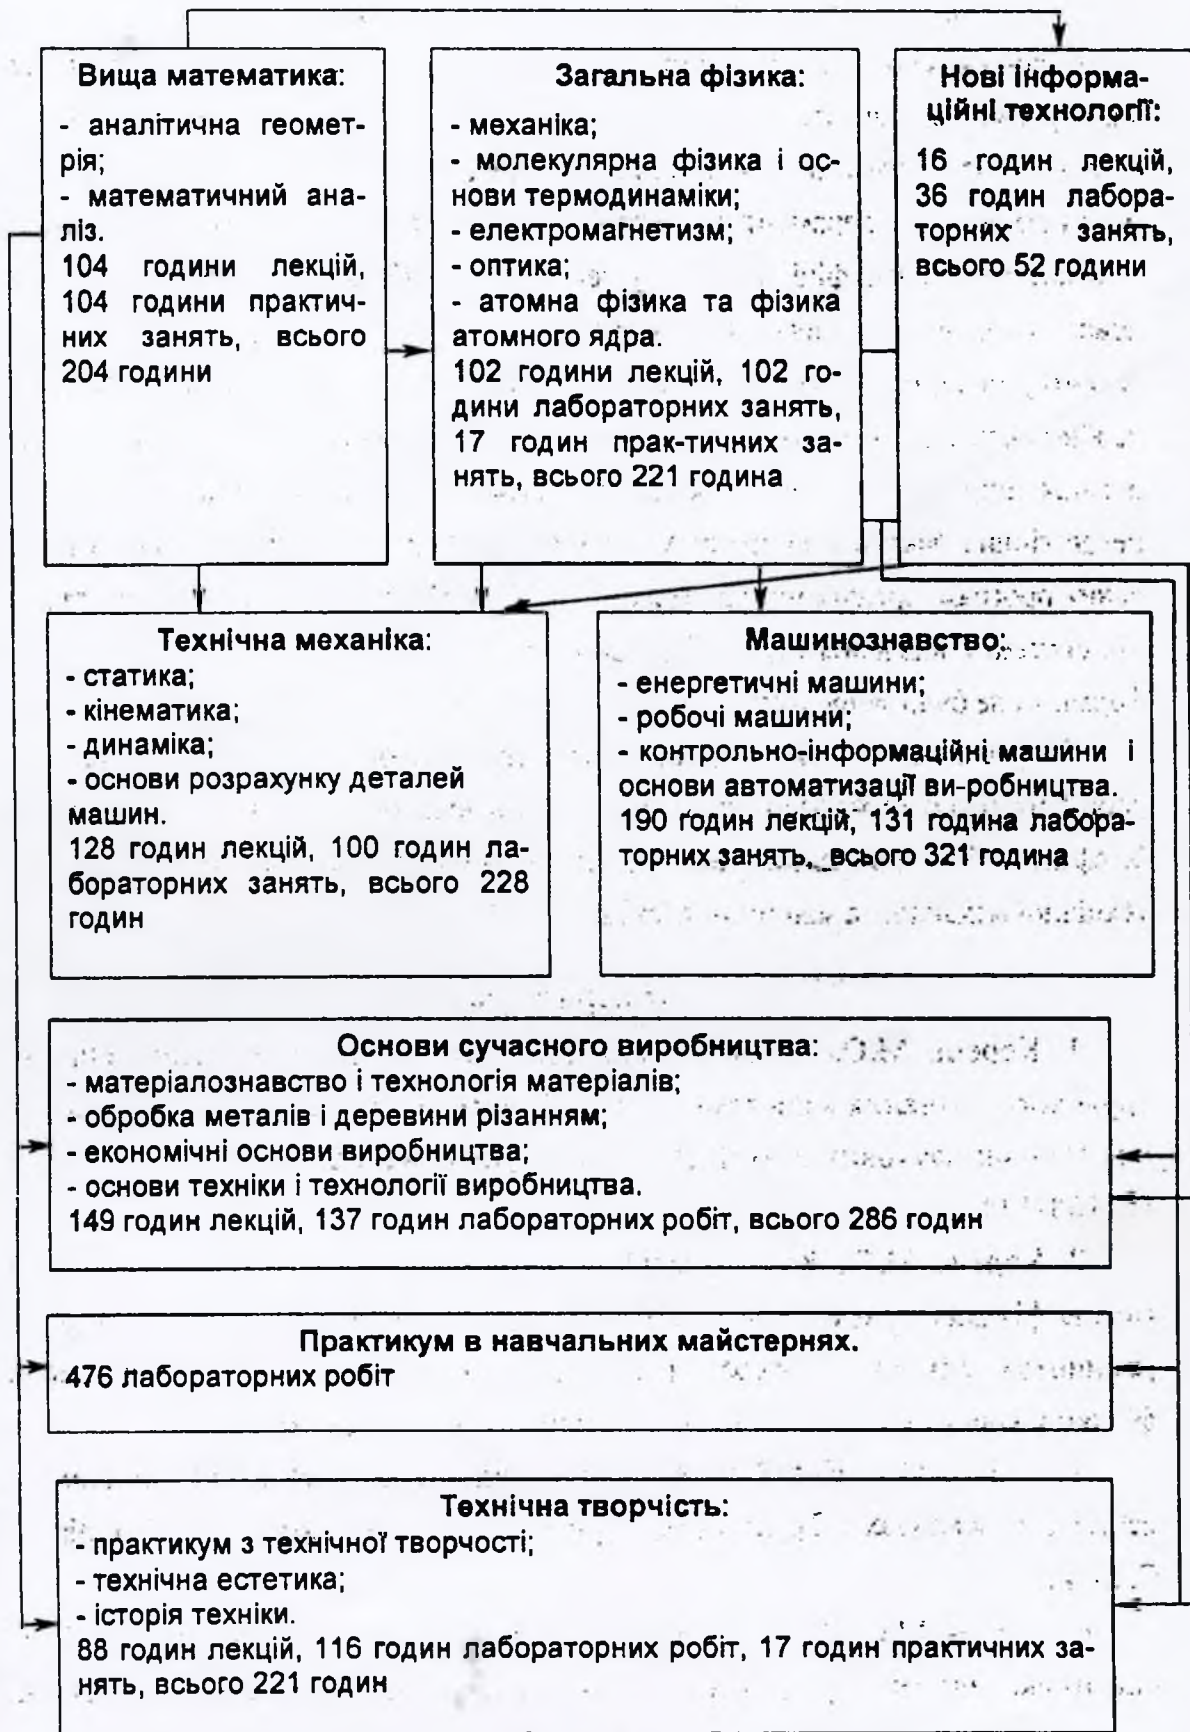 Вища математика:
- аналітична геомет-
рія;
- математичний ана-
ліз.
104 години лекцій,
104 години практич-
них занять, всього
204 години
Загальна фізика:
- механіка;
- молекулярна фізика і ос-
нови термодинаміки;
- електромагнетизм;
- оптика;
- атомна фізика та фізика
атомного ядра.
102 години лекцій, 102 го-
дини лабораторних занять,
17 годин прак-тичних за-
нять, всього 221 година
Нові інформа-
ційні технології:
16 годин лекцій,
36 годин лабора-
торних занять,
всього 52 години
Технічна механіка:
- статика;
- кінематика;
- динаміка;
- основи розрахунку деталей
машин.
128 годин лекцій, 100 годин ла-
бораторних занять, всього 228
годин
Машинознавство:
- енергетичні машини;
- робочі машини;
- контрольно-інформаційні машини і
основи автоматизації ви-робництва.
190 годин лекцій, 131 година лабора-
торних занять, всього 321 година
Основи сучасного виробництва:
- матеріалознавство і технологія матеріалів;
- обробка металів і деревини різанням;
- економічні основи виробництва;
- основи техніки і технології виробництва.
149 годин лекцій, 137 годин лабораторних робіт, всього 286 годин
Практикум в навчальних майстернях.
476 лабораторних робіт
Технічна творчість:
- практикум з технічної творчості;
- технічна естетика;
- історія техніки.
88 годин лекцій, 116 годин лабораторних робіт, 17 годин практичних за-
нять, всього 221 годин